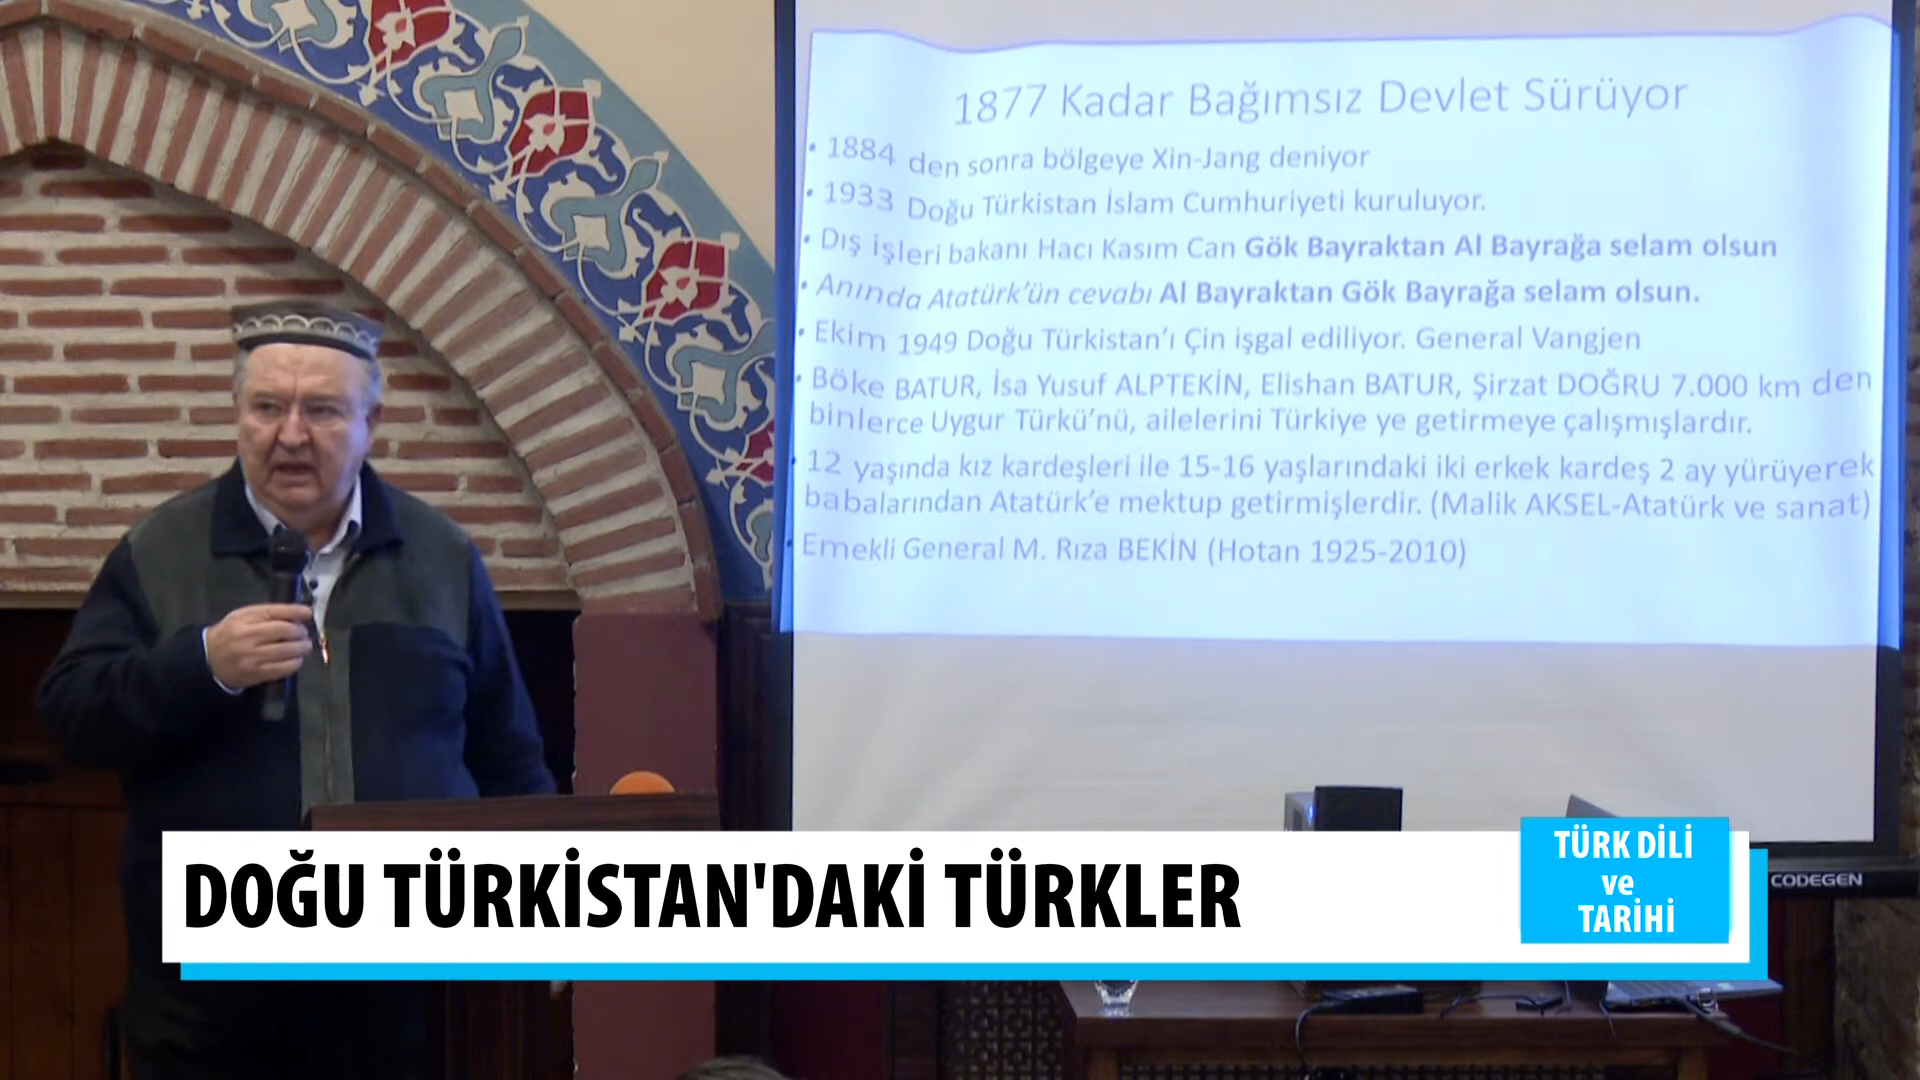 1877 Kadar Bağımsız Devlet Sürüyor
• 1884 den sonra bölgeye Xin-Jang deniyor
• 1933 Doğu Türkistan İslam Cumhuriyeti kuruluyor.
• Dış işleri bakanı Hacı Kasım Can Gök Bayraktan Al Bayrağa selam olsun
• Anında Atatürk'ün cevabı Al Bayraktan Gök Bayrağa selam olsun.
• Ekim 1949 Doğu Türkistan'ı Çin işgal ediliyor. General Vangjen
• Böke BATUR, İsa Yusuf ALPTEKİN, Elishan BATUR, Şirzat DOĞRU 7.000 km den
binlerce Uygur Türkü'nü, ailelerini Türkiye ye getirmeye çalışmışlardır.
• 12 yaşında kız kardeşleri ile 15-16 yaşlarındaki iki erkek kardeş 2 ay yürüyerek
babalarından Atatürk'e mektup getirmişlerdir. (Malik AKSEL-Atatürk ve sanat)
• Emekli General M. Rıza BEKİN (Hotan 1925-2010)
DOĞU TÜRKİSTAN'DAKİ TÜRKLER
TÜRK DİLİ
ve
TARİHİ
CODEGEN